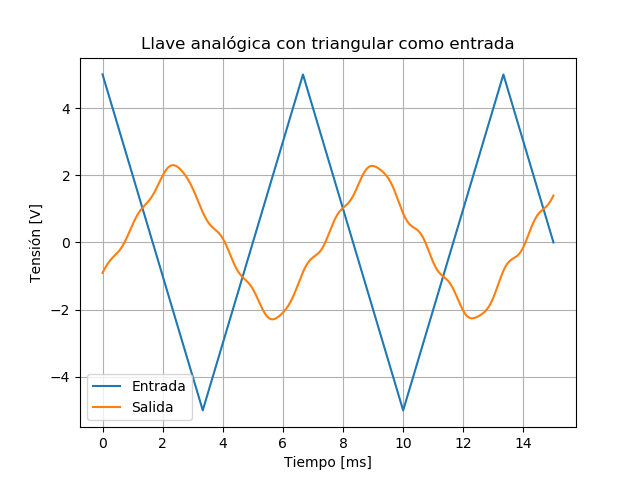 Llave analógica con triangular como entrada
Tensión [V]
4
2
0
−2
−4
Entrada
Salida
0 2 4 6 8 10 12 14
Tiempo [ms]